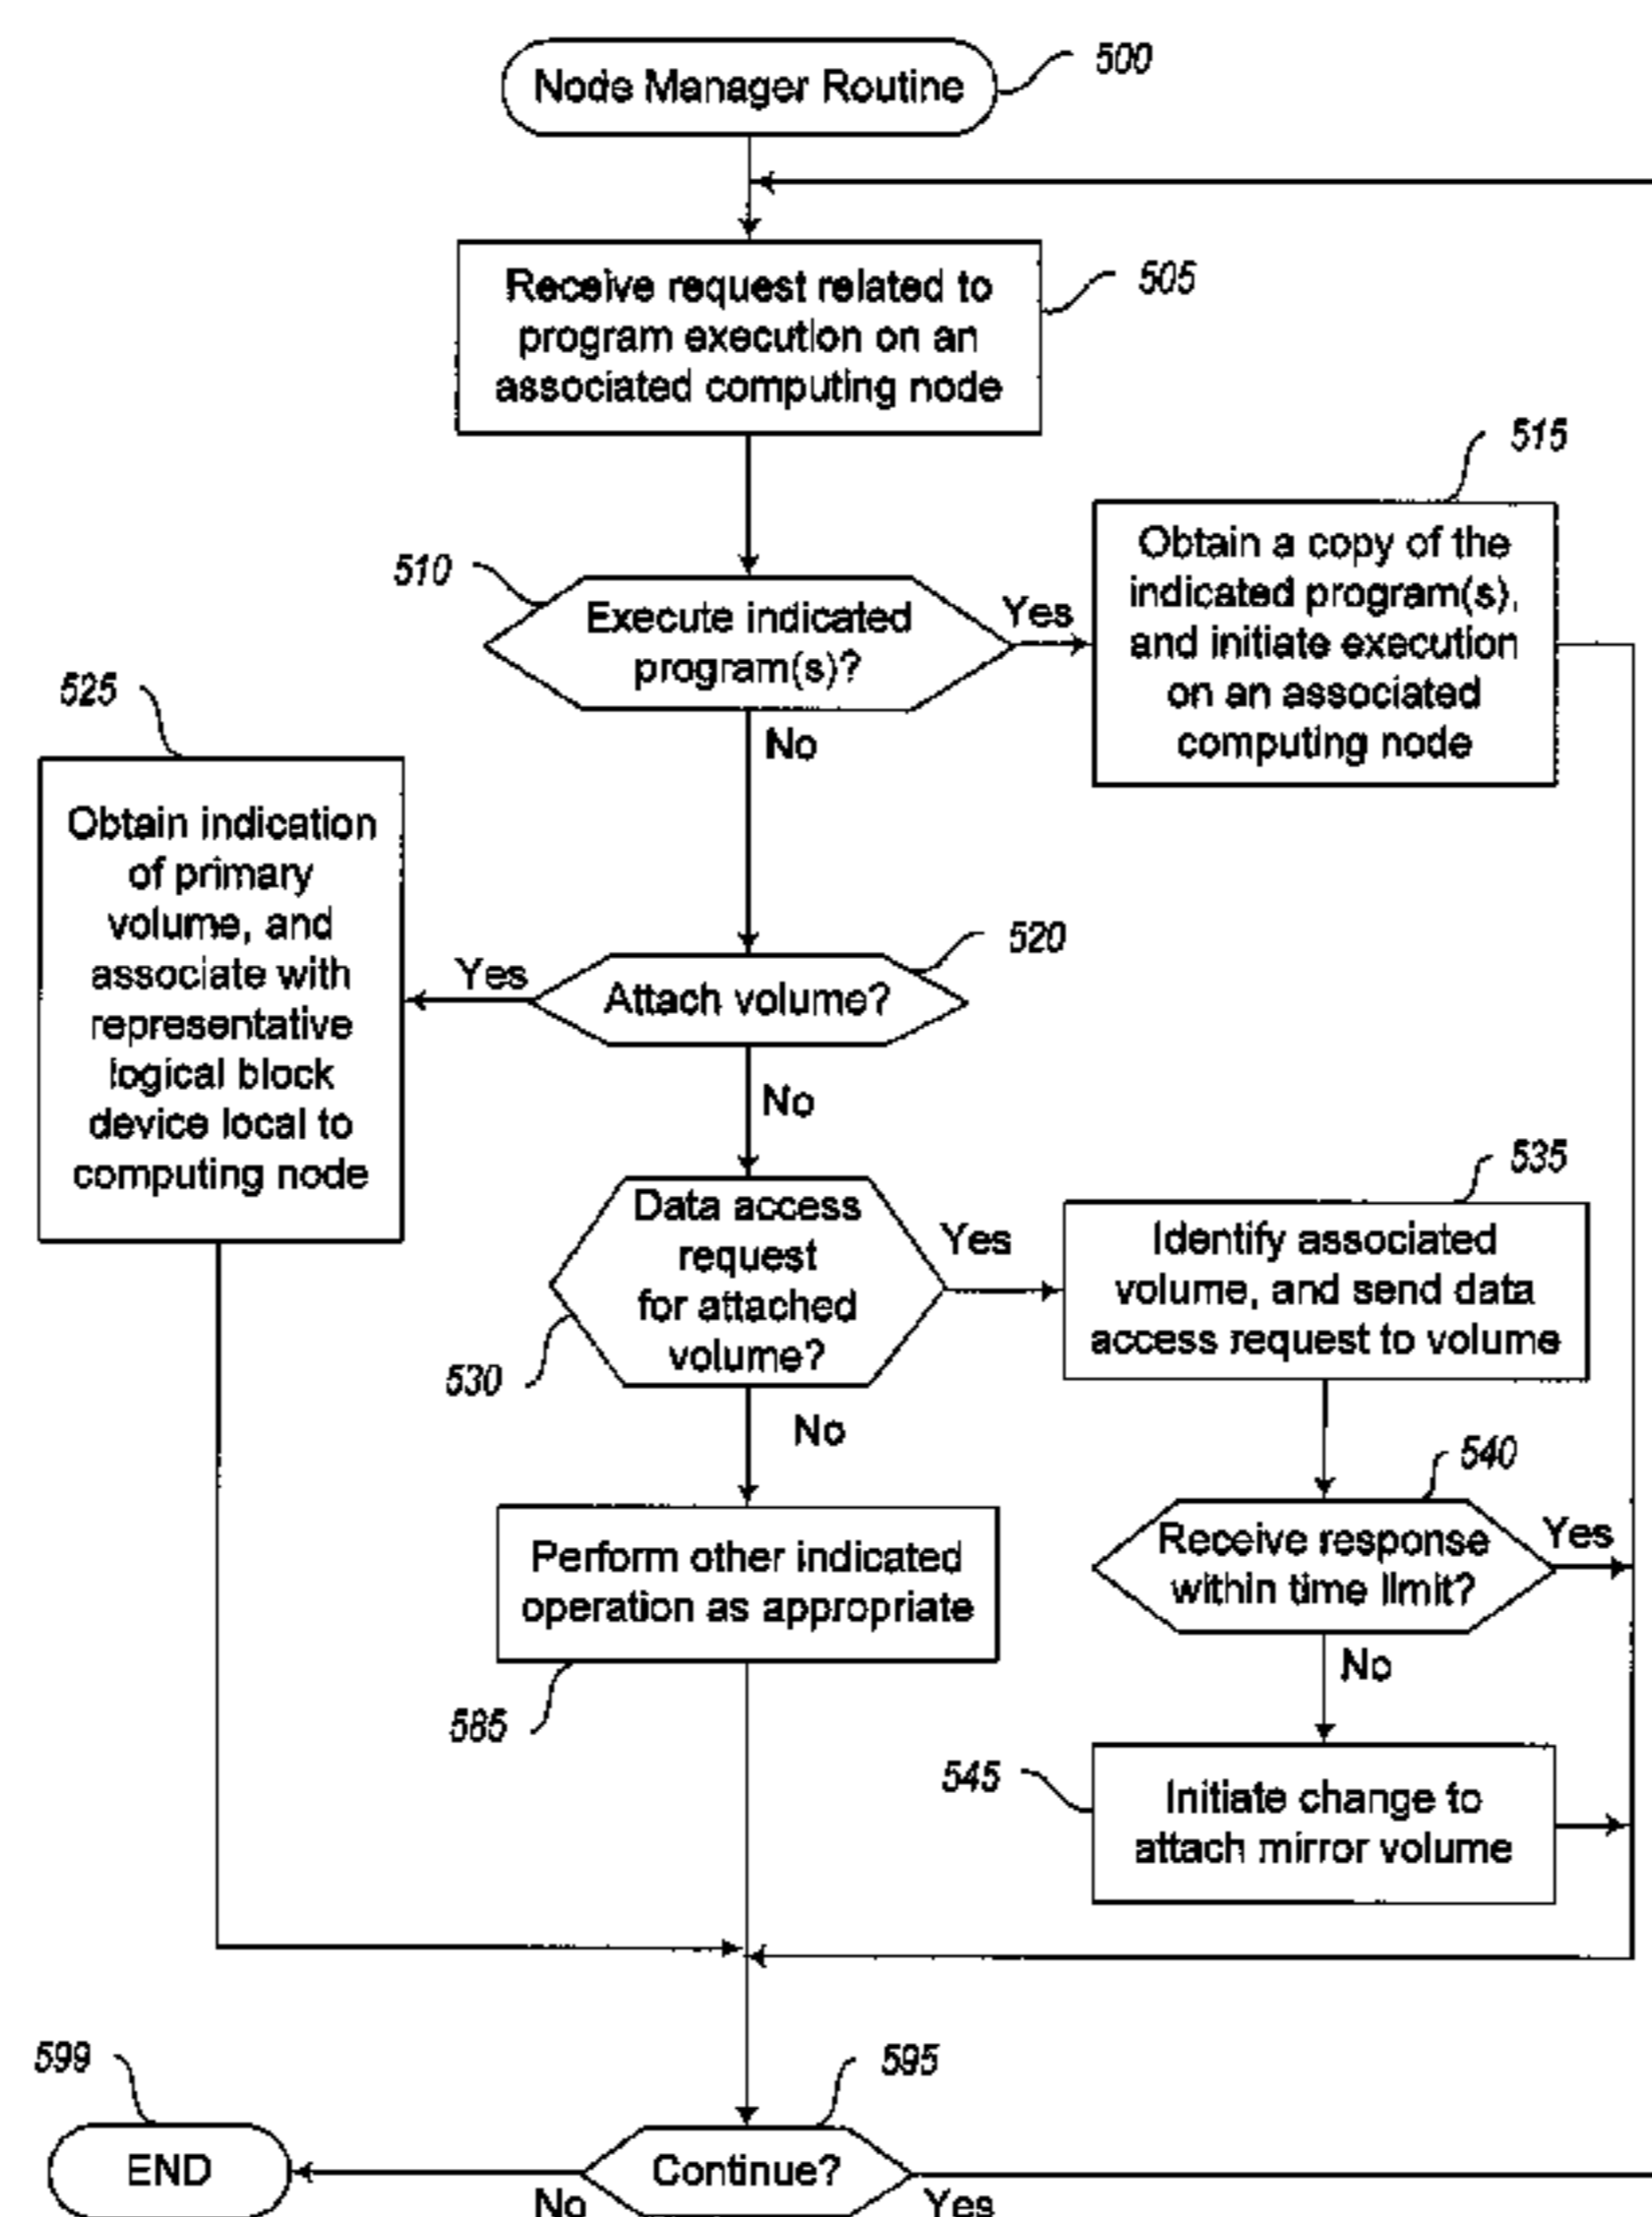 500
Node Manager Routine
505
Receive request related to
program execution on an
associated computing node
515
Obtain a copy of the
indicated program(s),
and initiate execution
on an associated
computing node
510
Execute indicated
program(s)?
Yes
No
525
Obtain indication
of primary
volume, and
associate with
representative
logical block
device local to
computing node
520
Attach volume?
Yes
No
530
Data access
request
for attached
volume?
Yes
No
535
Identify associated
volume, and send data
access request to volume
540
Receive response
within time limit?
Yes
No
585
Perform other indicated
operation as appropriate
545
Initiate change to
attach mirror volume
599
END
595
Continue?
No
Yes